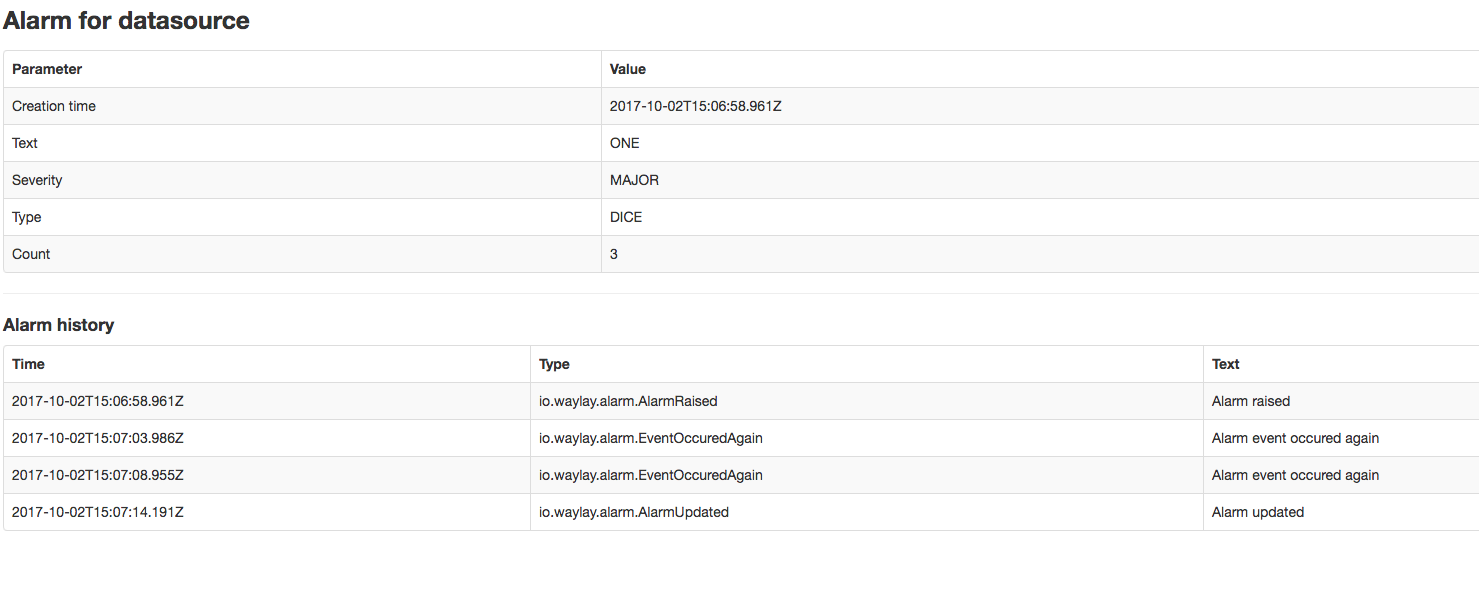 Alarm for datasource
Parameter Value
Creation time 2017-10-02T15:06:58.961Z
Text ONE
Severity MAJOR
Type DICE
Count 3
Alarm history
Time Type Text
2017-10-02T15:06:58.961Z io.waylay.alarm.AlarmRaised Alarm raised
2017-10-02T15:07:03.986Z io.waylay.alarm.EventOccuredAgain Alarm event occured again
2017-10-02T15:07:08.955Z io.waylay.alarm.EventOccuredAgain Alarm event occured again
2017-10-02T15:07:14.191Z io.waylay.alarm.AlarmUpdated Alarm updated